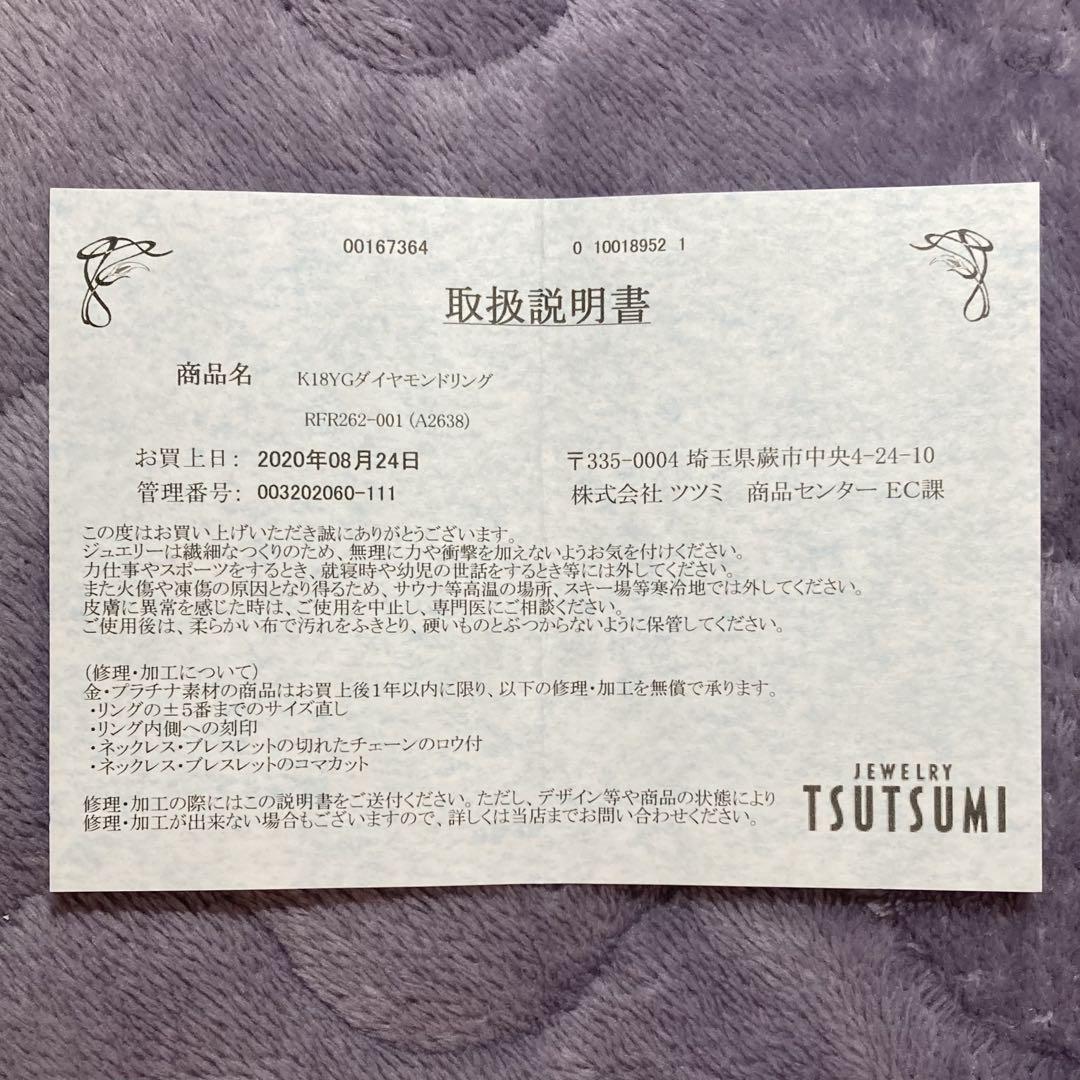 00167364 0 10018952 1
取扱説明書
商品名 K18YGダイヤモンドリング
RFR262-001 (A2638)
お買上日: 2020年08月24日 〒335-0004 埼玉県蕨市中央4-24-10
管理番号: 003202060-111 株式会社 ツツミ 商品センター EC課
この度はお買い上げいただき誠にありがとうございます。
ジュエリーは繊細なつくりのため、無理に力や衝撃を加えないようお気を付けください。
力仕事やスポーツをするとき、就寝時や幼児の世話をするとき等には外してください。
また火傷や凍傷の原因となり得るため、サウナ等高温の場所、スキー場等寒冷地では外してください。
皮膚に異常を感じた時は、ご使用を中止し、専門医にご相談ください。
ご使用後は、柔らかい布で汚れをふきとり、硬いものとぶつからないように保管してください。
(修理・加工について)
金・プラチナ素材の商品はお買上後1年以内に限り、以下の修理・加工を無償で承ります。
・リングの±5番までのサイズ直し
・リング内側への刻印
・ネックレス・ブレスレットの切れたチェーンのロウ付
・ネックレス・ブレスレットのコマカット
修理・加工の際にはこの説明書をご送付ください。ただし、デザイン等や商品の状態により
修理・加工が出来ない場合もございますので、詳しくは当店までお問い合わせください。
JEWELRY
TSUTSUMI